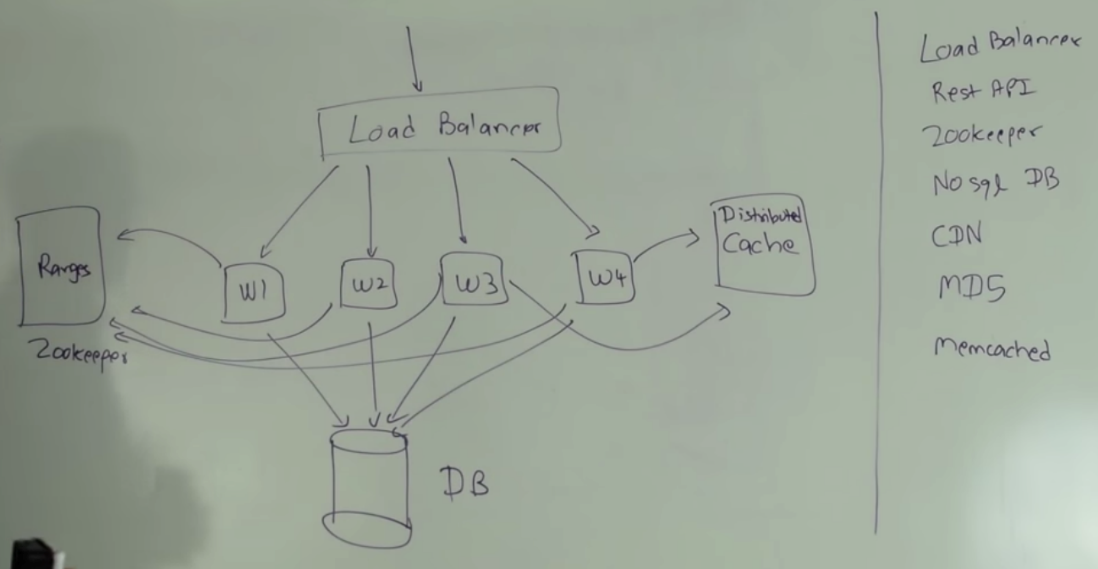 Load Balancer
Ranges
Zookeeper
W1
W2
W3
W4
Distributed
Cache
DB
Load Balancer
Rest API
Zookeeper
No sql DB
CDN
MD5
Memcached